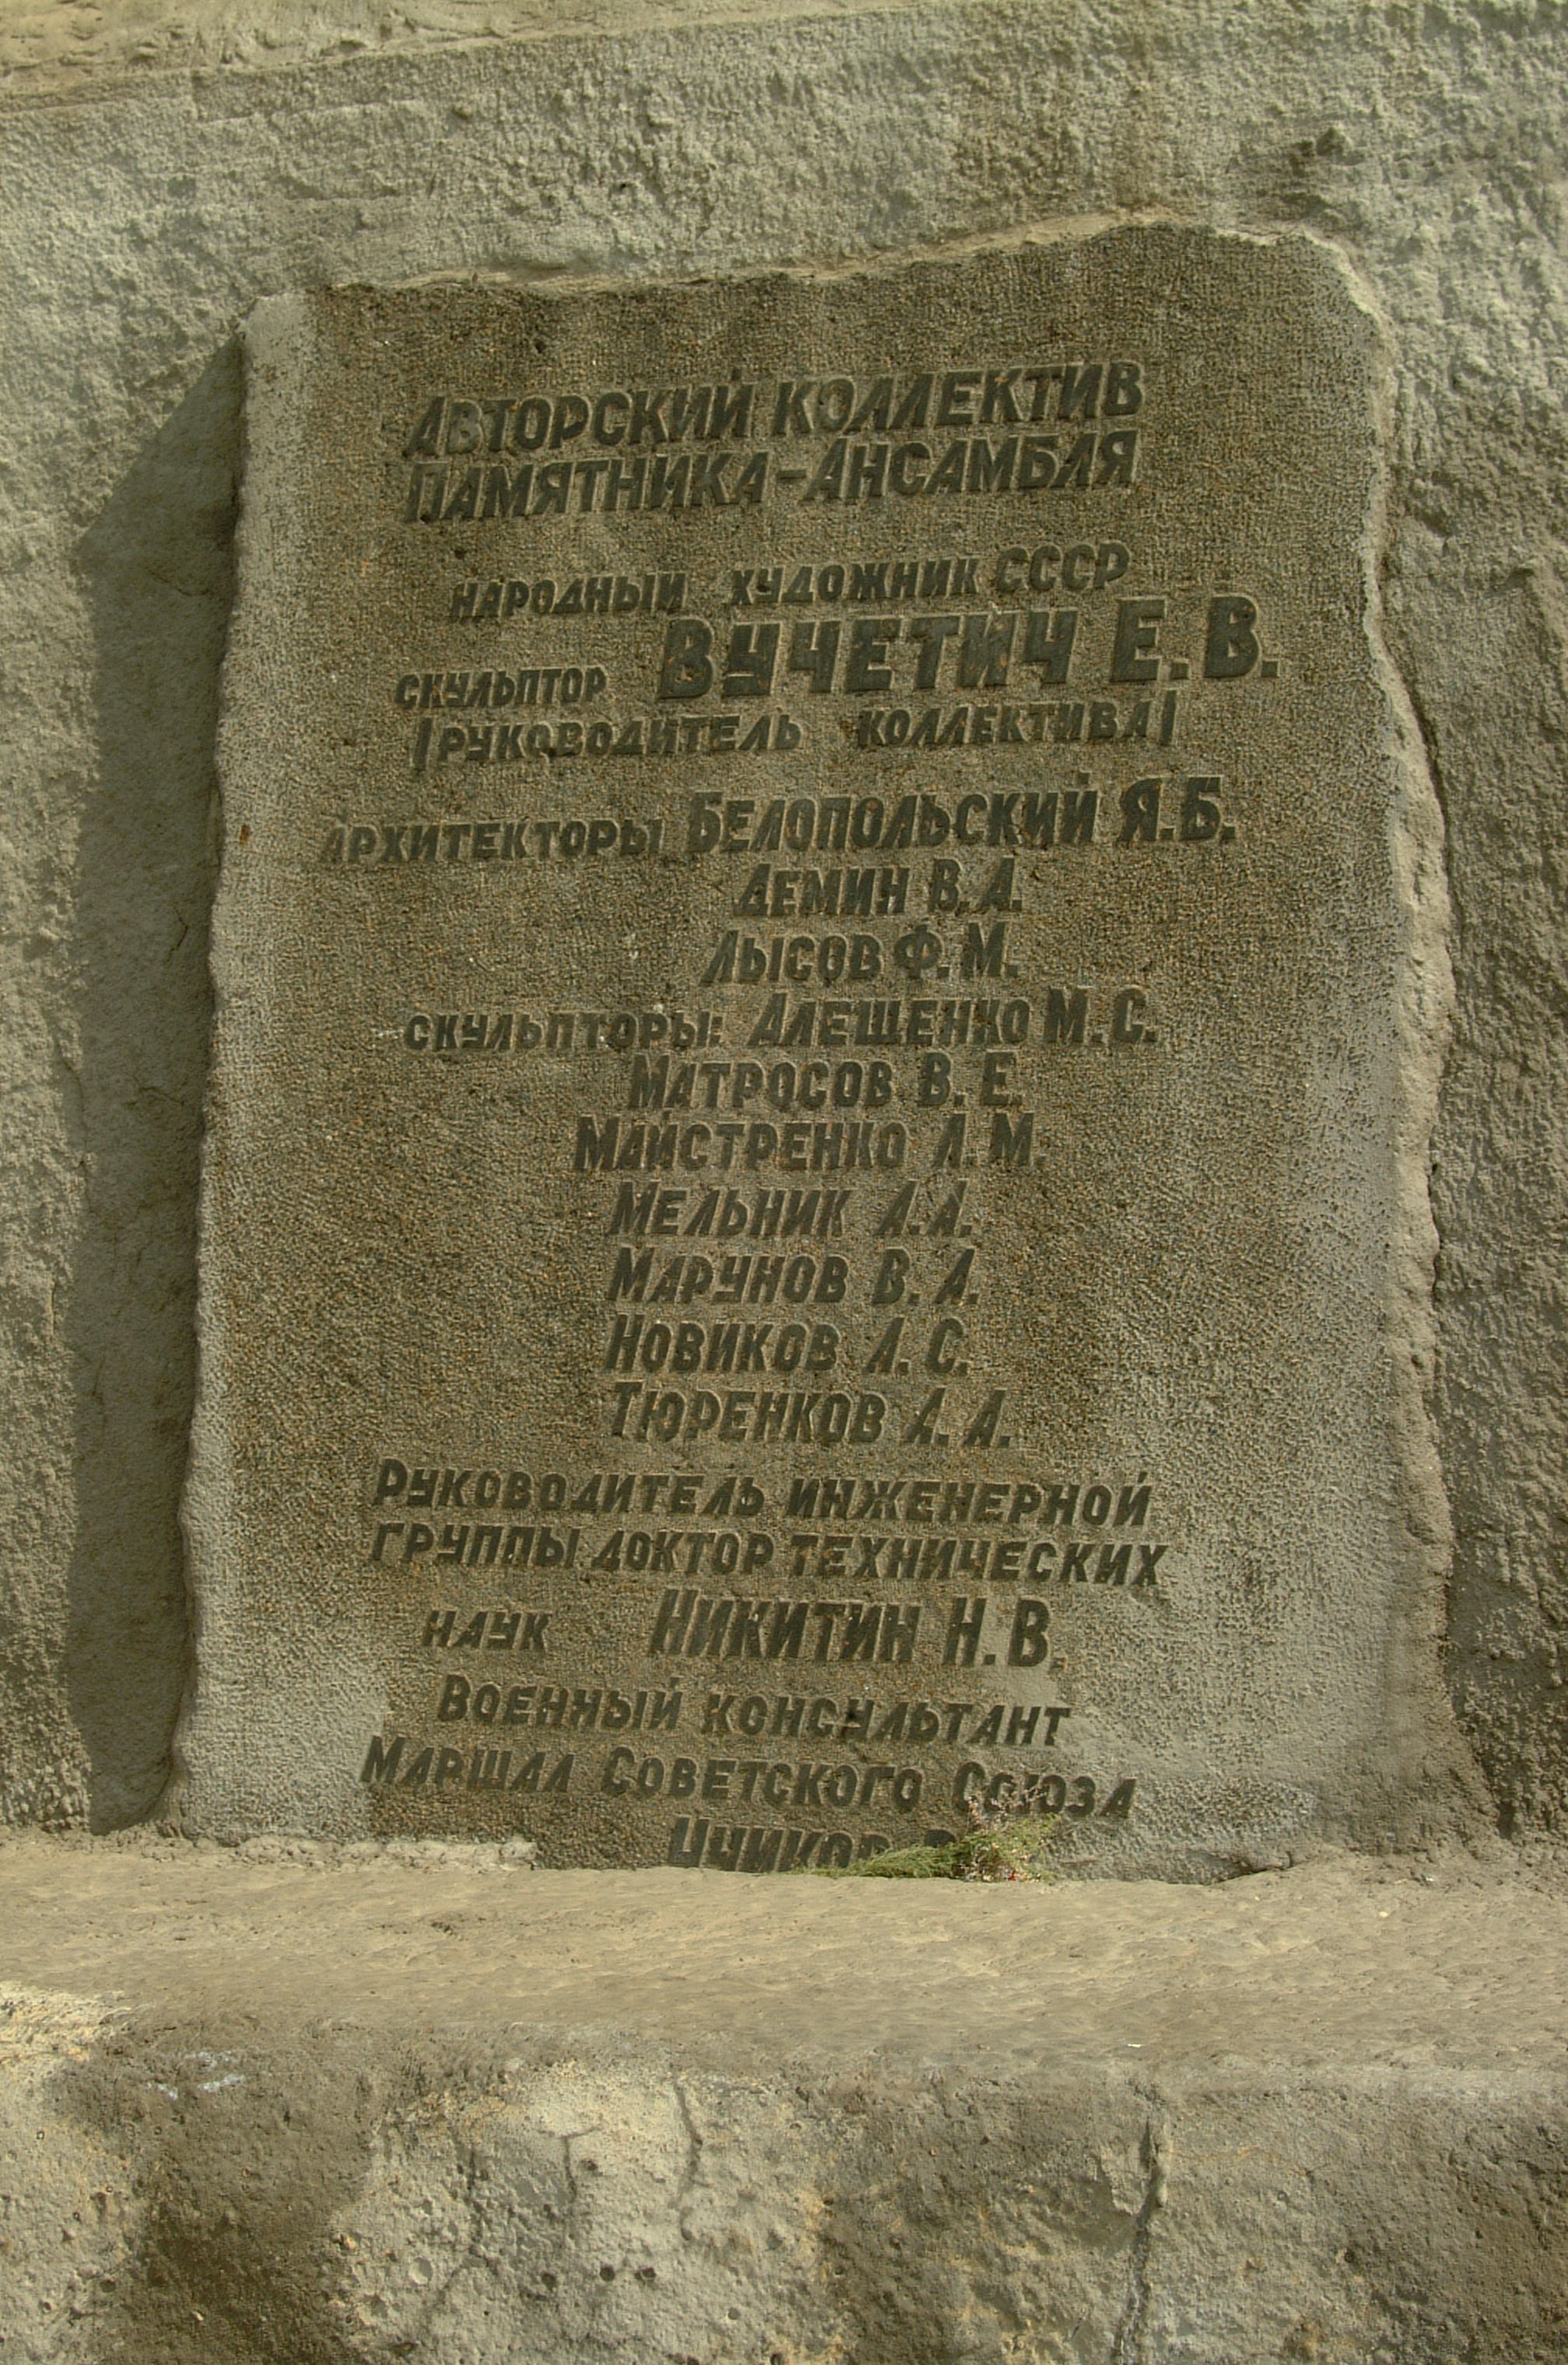 Авторский коллектив
памятника-Ансамбля
народный художник СССР
скульптор Вучетич Е.В.
(руководитель коллектива)
архитекторы Белопольский Я.Б.
Демин В.А.
Лысов Ф.М.
скульпторы: Алещенко М.С.
Матросов В.Е.
Майстренко Л.М.
Мельник А.А.
Марунов В.А.
Новиков А.С.
Тюренков А.А.
Руководитель инженерной
группы доктор технических
наук Никитин Н.В.
Военный консультант
Маршал Советского Союза